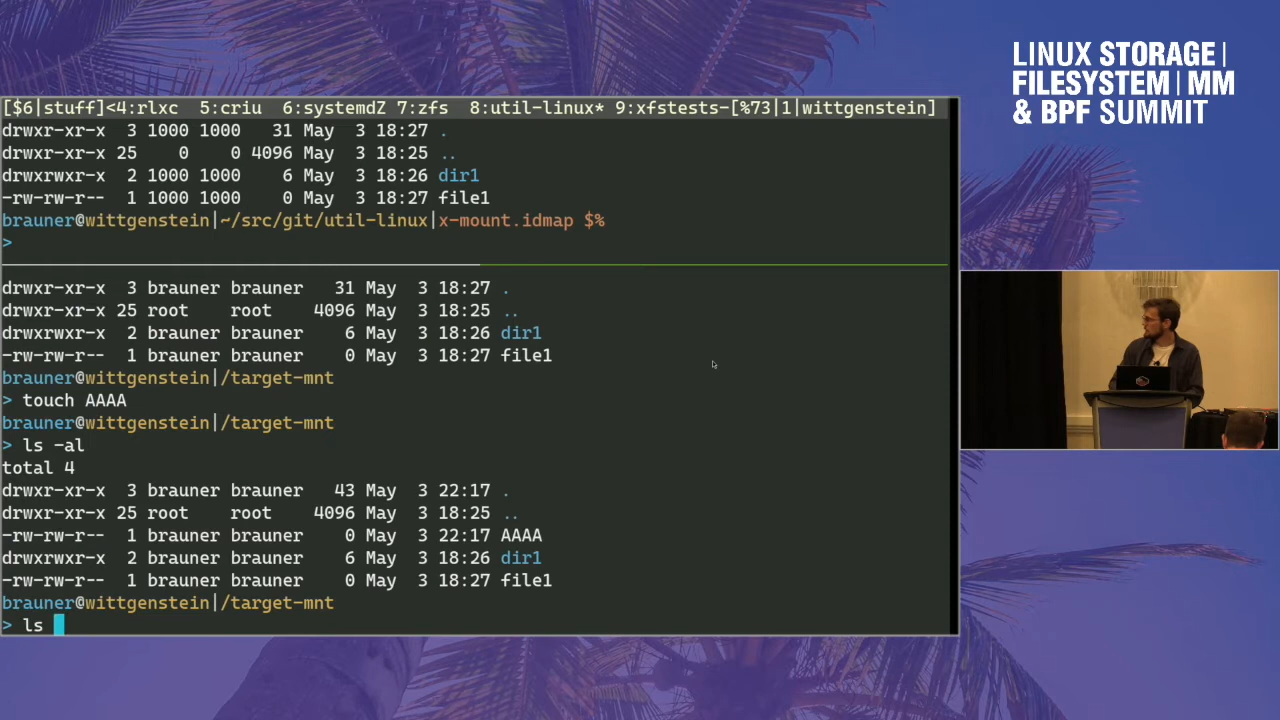 LINUX STORAGE |
FILESYSTEM | MM
& BPF SUMMIT
[$6|stuff]<4:rlxc  5:criu  6:systemdZ 7:zfs  8:util-linux* 9:xfstests-[%73|1|wittgenstein]
drwxr-xr-x  3 1000 1000   31 May  3 18:27 .
drwxr-xr-x 25    0    0 4096 May  3 18:25 ..
drwxrwxr-x  2 1000 1000    6 May  3 18:26 dir1
-rw-rw-r--  1 1000 1000    0 May  3 18:27 file1
brauner@wittgenstein|~/src/git/util-linux|x-mount.idmap $%
>
drwxr-xr-x  3 brauner brauner   31 May  3 18:27 .
drwxr-xr-x 25 root    root    4096 May  3 18:25 ..
drwxrwxr-x  2 brauner brauner    6 May  3 18:26 dir1
-rw-rw-r--  1 brauner brauner    0 May  3 18:27 file1
brauner@wittgenstein|/target-mnt
> touch AAAA
brauner@wittgenstein|/target-mnt
> ls -al
total 4
drwxr-xr-x  3 brauner brauner   43 May  3 22:17 .
drwxr-xr-x 25 root    root    4096 May  3 18:25 ..
-rw-rw-r--  1 brauner brauner    0 May  3 22:17 AAAA
drwxrwxr-x  2 brauner brauner    6 May  3 18:26 dir1
-rw-rw-r--  1 brauner brauner    0 May  3 18:27 file1
brauner@wittgenstein|/target-mnt
> ls